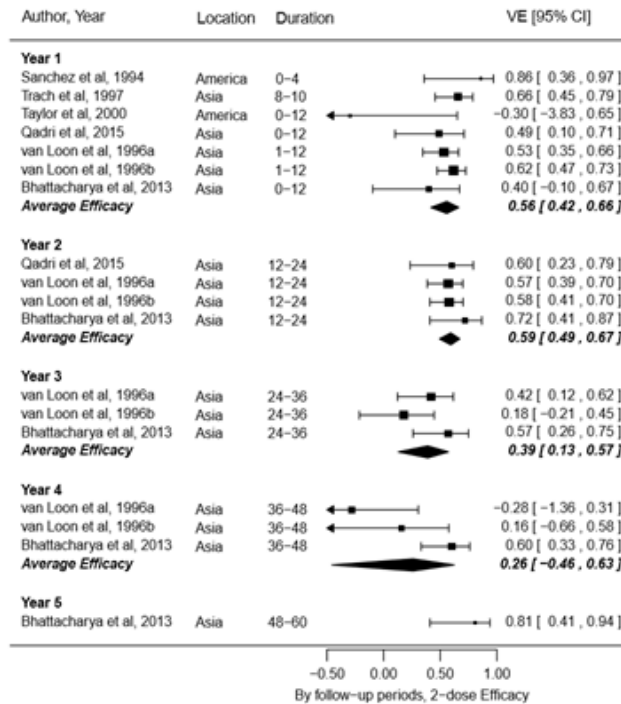 Author, Year Location Duration VE [95% CI]
Year 1
Sanchez et al, 1994 America 0−4 0.86 [ 0.36 , 0.97]
Trach et al, 1997 Asia 8−10 0.66 [ 0.45 , 0.79]
Taylor et al, 2000 America 0−12 −0.30 [ −3.83 , 0.65]
Qadri et al, 2015 Asia 0−12 0.49 [ 0.10 , 0.71]
van Loon et al, 1996a Asia 1−12 0.53 [ 0.35 , 0.66]
van Loon et al, 1996b Asia 1−12 0.62 [ 0.47 , 0.73]
Bhattacharya et al, 2013 Asia 0−12 0.40 [ −0.10 , 0.67]
Average Efficacy 0.56 [ 0.42 , 0.66]
Year 2
Qadri et al, 2015 Asia 12−24 0.60 [ 0.23 , 0.79]
van Loon et al, 1996a Asia 12−24 0.57 [ 0.39 , 0.70]
van Loon et al, 1996b Asia 12−24 0.58 [ 0.41 , 0.70]
Bhattacharya et al, 2013 Asia 12−24 0.72 [ 0.41 , 0.87]
Average Efficacy 0.59 [ 0.49 , 0.67]
Year 3
van Loon et al, 1996a Asia 24−36 0.42 [ 0.12 , 0.62]
van Loon et al, 1996b Asia 24−36 0.18 [ −0.21 , 0.45]
Bhattacharya et al, 2013 Asia 24−36 0.57 [ 0.26 , 0.75]
Average Efficacy 0.39 [ 0.13 , 0.57]
Year 4
van Loon et al, 1996a Asia 36−48 −0.28 [ −1.36 , 0.31]
van Loon et al, 1996b Asia 36−48 0.16 [ −0.66 , 0.58]
Bhattacharya et al, 2013 Asia 36−48 0.60 [ 0.33 , 0.76]
Average Efficacy 0.26 [ −0.46 , 0.63]
Year 5
Bhattacharya et al, 2013 Asia 48−60 0.81 [ 0.41 , 0.94]
−0.50 0.00 0.50 1.00
By follow−up periods, 2−dose Efficacy